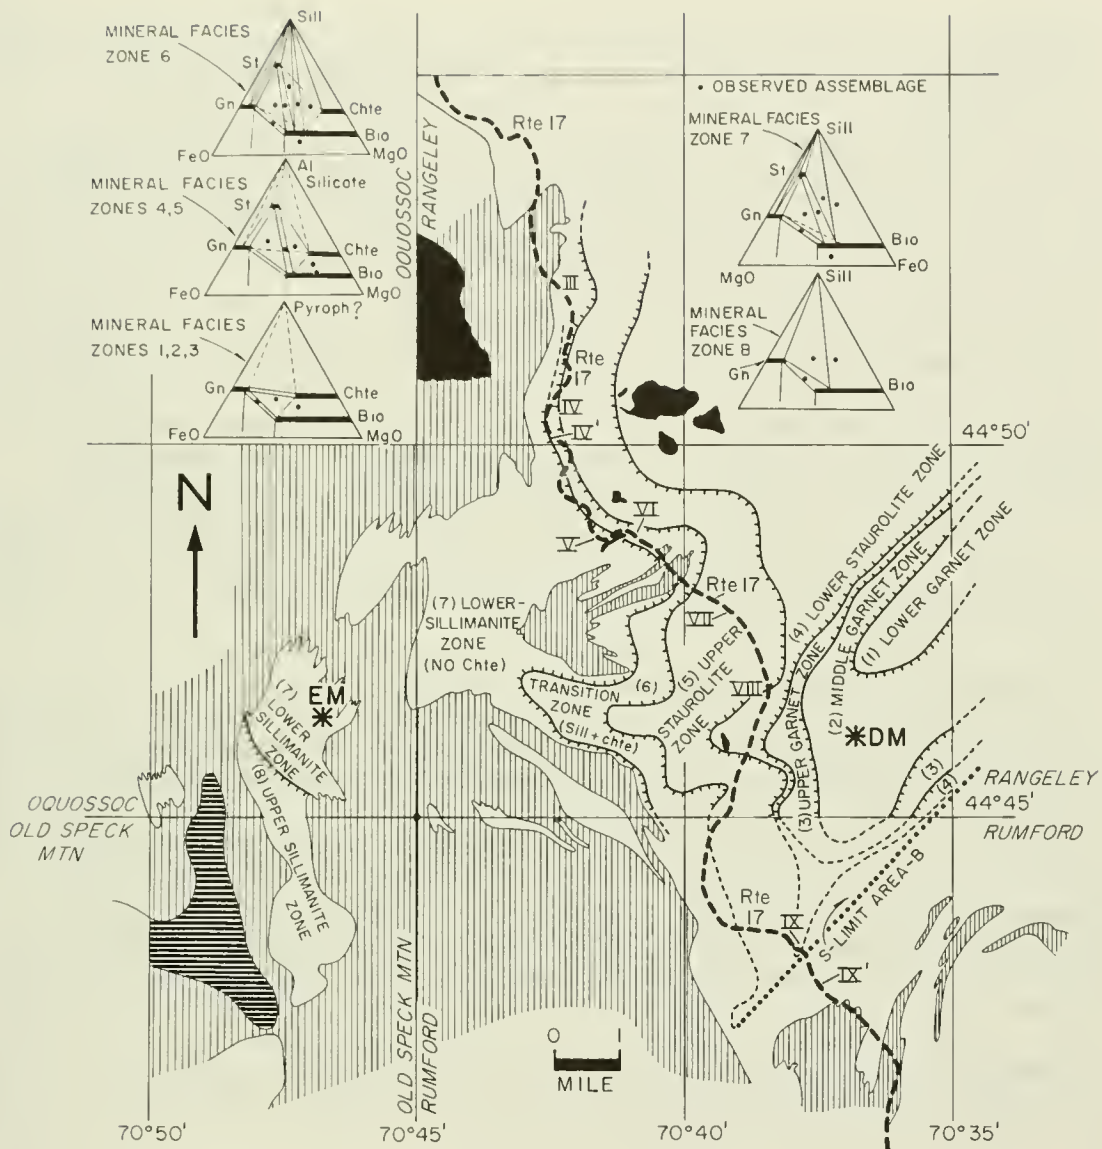 Sill
MINERAL FACIES
ZONE 6
St
Gn
Chte
Bio
FeO
MgO
Al
Silicate
MINERAL FACIES
ZONES 4,5
St
Gn
Chte
Bio
FeO
MgO
Pyroph?
MINERAL FACIES
ZONES 1,2,3
Gn
Chte
Bio
FeO
MgO
OQUOSSOC
RANGELEY
Rte 17
• OBSERVED ASSEMBLAGE
MINERAL FACIES
ZONE 7
Sill
St
Gn
Bio
MgO
FeO
Sill
MINERAL
FACIES
ZONE 8
Gn
Bio
III
Rte
17
IV
IV'
44°50'
N
VI
V
Rte 17
VII
VIII
(7) LOWER-
SILLIMANITE
ZONE
(NO Chte)
TRANSITION
ZONE
(Sill+chte)
(6)
(5) UPPER
STAUROLITE
ZONE
(4) LOWER STAUROLITE ZONE
(3) UPPER GARNET ZONE
(2) MIDDLE GARNET ZONE
(1) LOWER GARNET ZONE
EM
(7)
LOWER
SILLIMANITE
ZONE
(8) UPPER SILLIMANITE
ZONE
DM
(3)
(4)
OQUOSSOC
OLD SPECK
MTN
RANGELEY
44°45'
RUMFORD
S-LIMIT AREA-B
Rte
17
IX
IX'
OLD SPECK MTN
RUMFORD
0 1
MILE
70°50'
70°45'
70°40'
70°35'